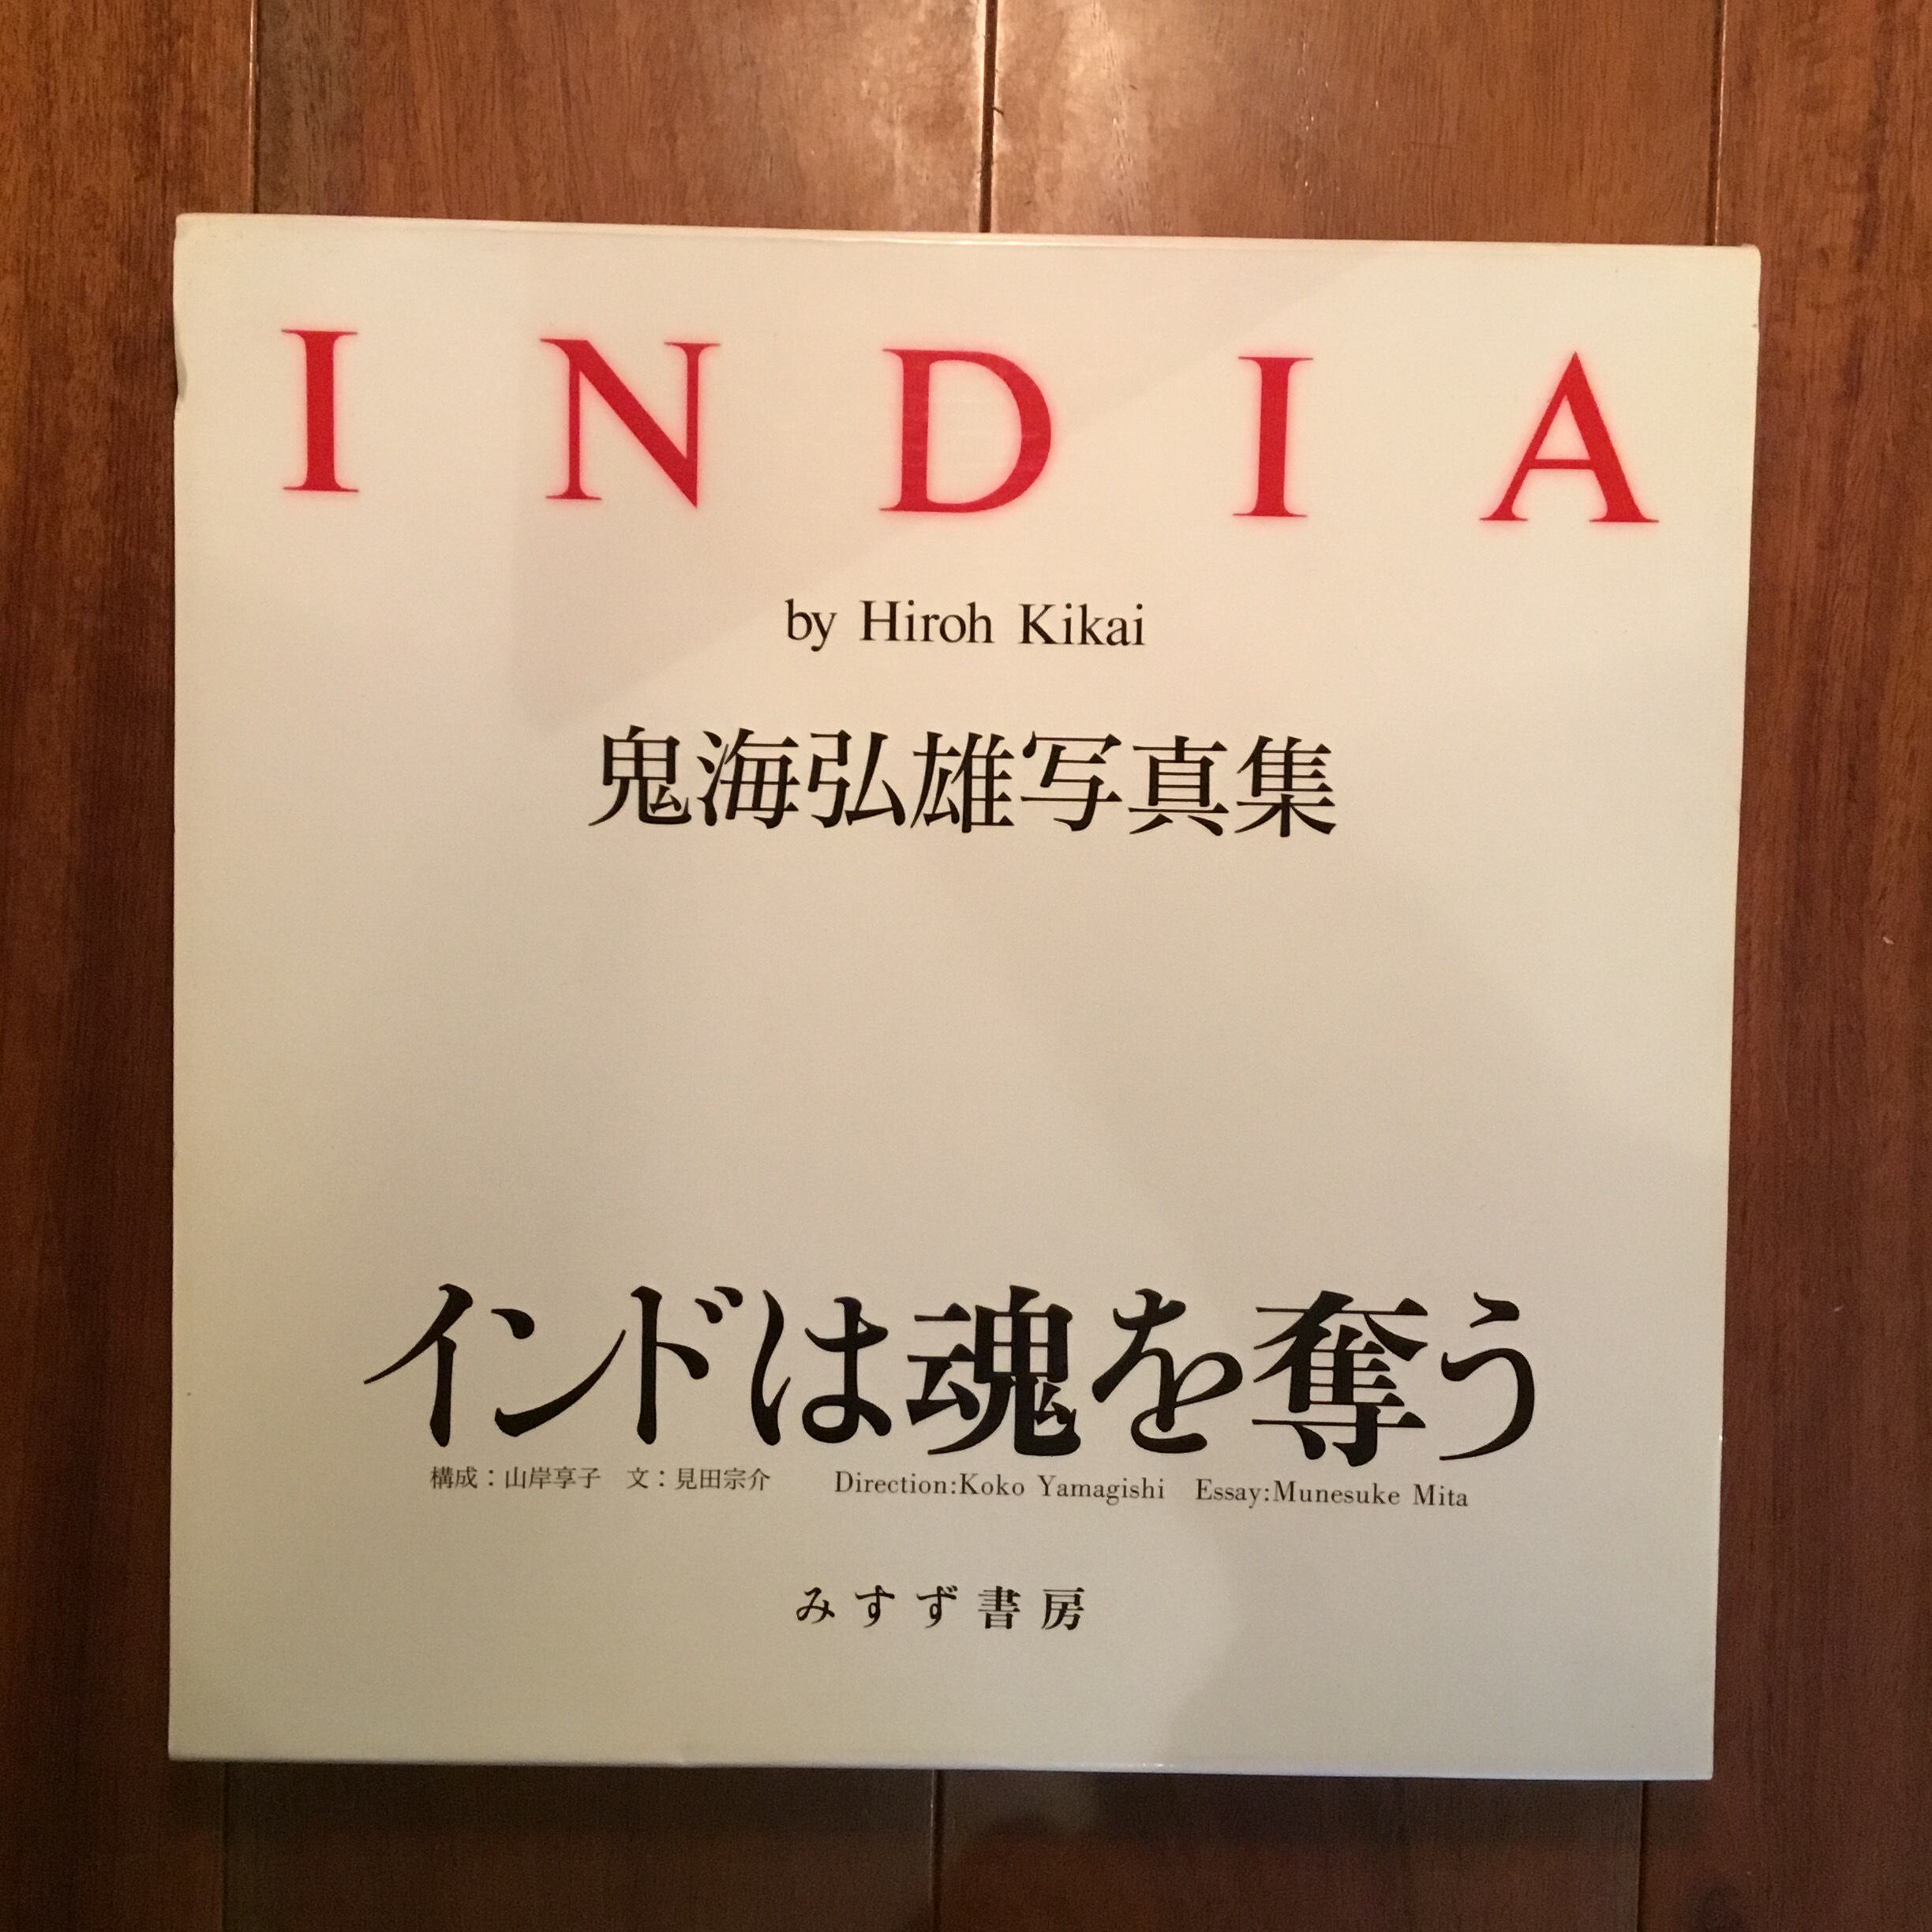 INDIA
by Hiroh Kikai
鬼海弘雄写真集
インドは魂を奪う
構成：山岸享子　文：見田宗介　Direction:Koko Yamagishi　Essay:Munesuke Mita
みすず書房